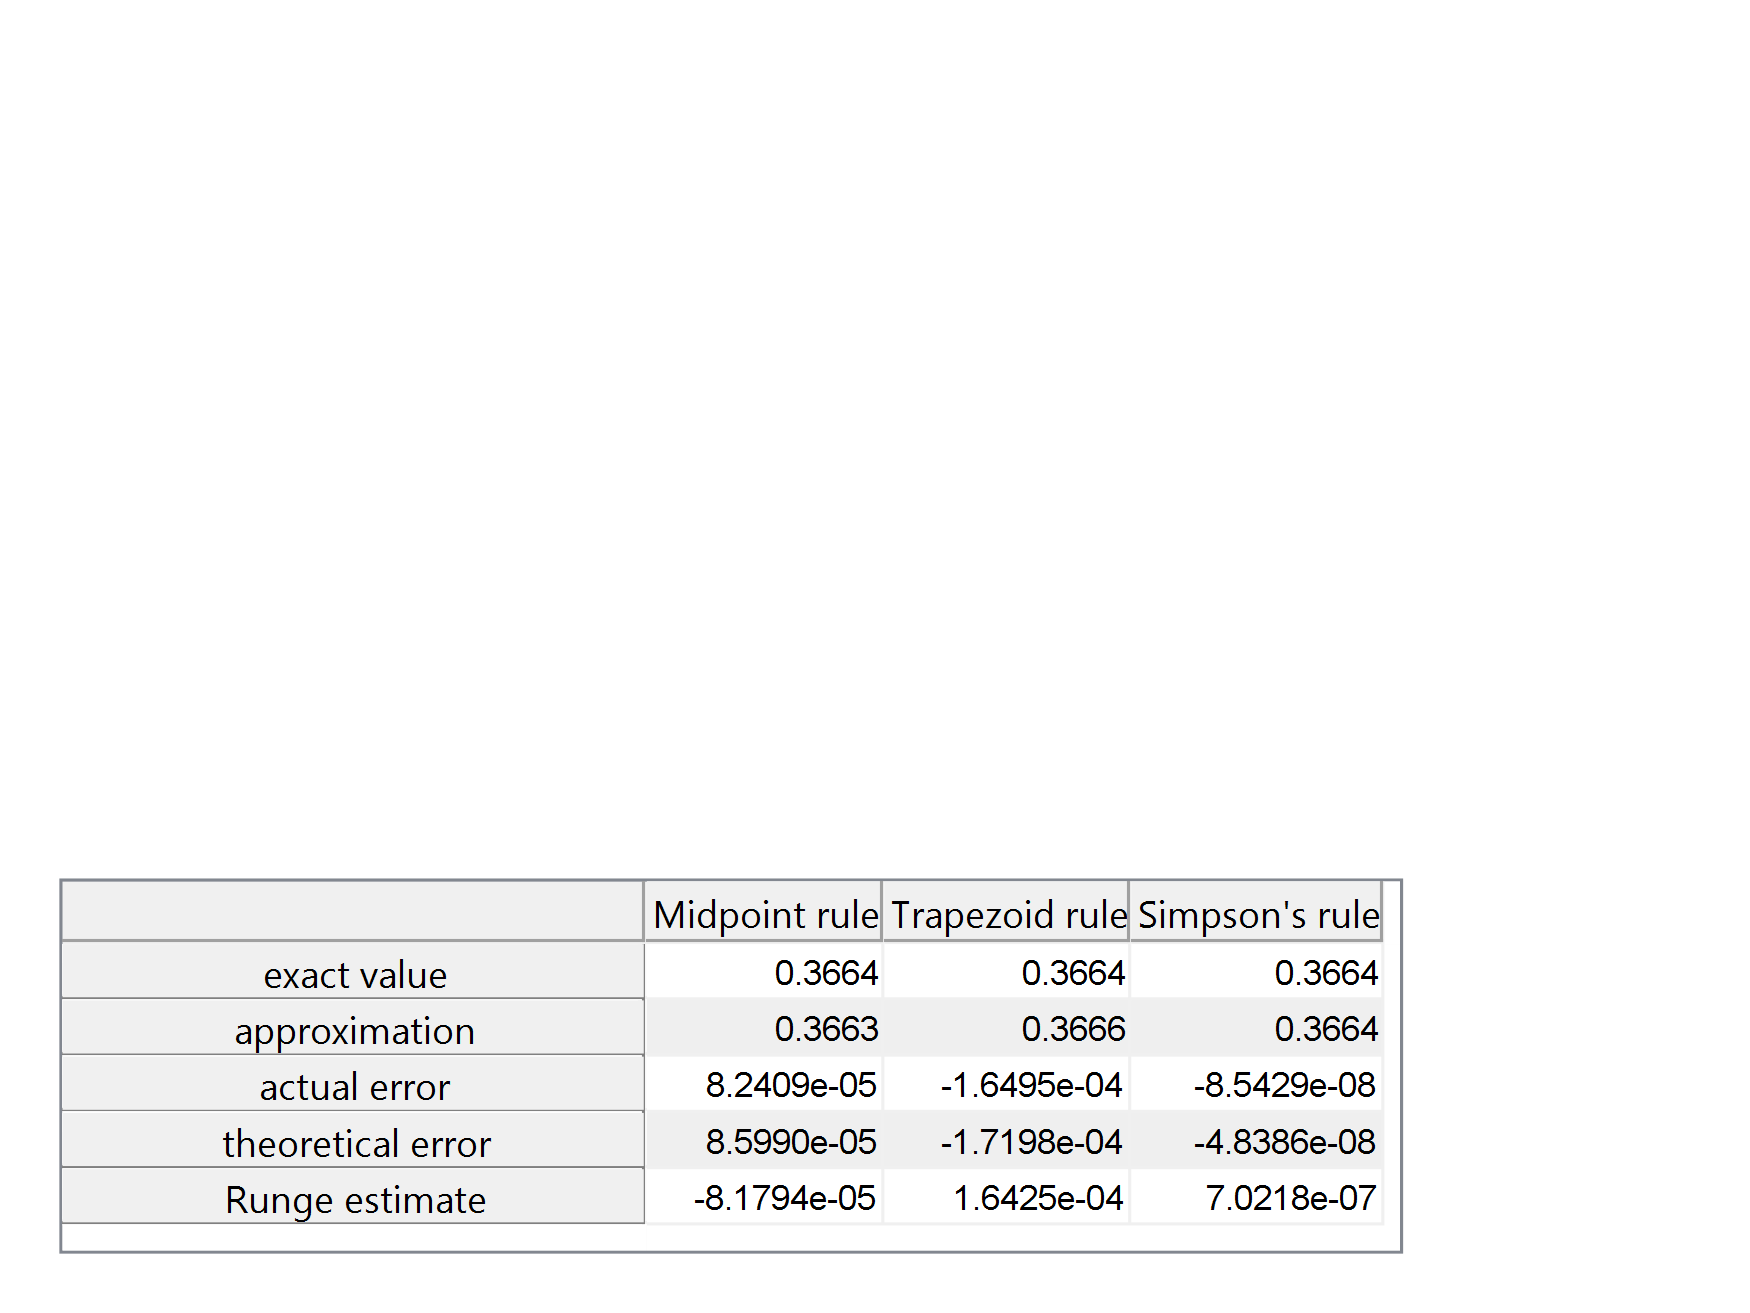 Midpoint rule Trapezoid rule Simpson's rule
exact value 0.3664 0.3664 0.3664
approximation 0.3663 0.3666 0.3664
actual error 8.2409e-05 -1.6495e-04 -8.5429e-08
theoretical error 8.5990e-05 -1.7198e-04 -4.8386e-08
Runge estimate -8.1794e-05 1.6425e-04 7.0218e-07